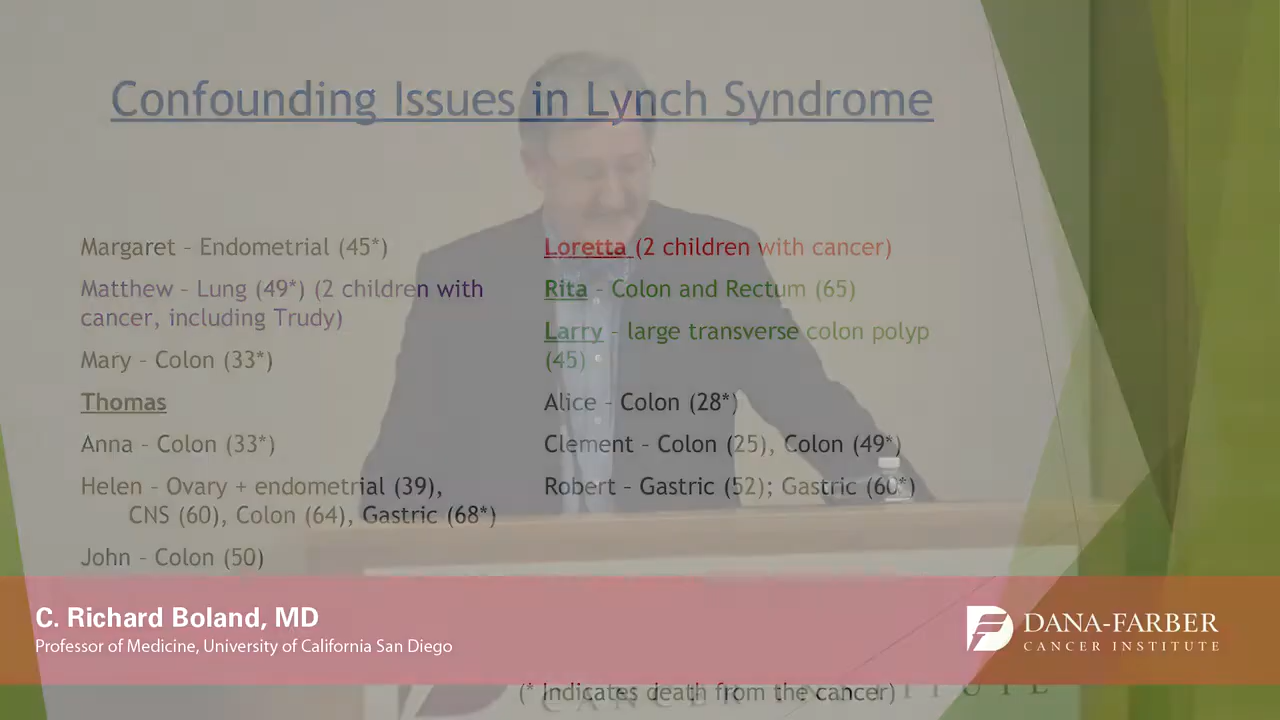 Confounding Issues in Lynch Syndrome
Margaret – Endometrial (45*)
Matthew – Lung (49*) (2 children with
cancer, including Trudy)
Mary – Colon (33*)
Thomas
Anna – Colon (33*)
Helen – Ovary + endometrial (39),
CNS (60), Colon (64), Gastric (68*)
John – Colon (50)
Loretta (2 children with cancer)
Rita – Colon and Rectum (65)
Larry – large transverse colon polyp
(45)
Alice – Colon (28*)
Clement – Colon (25), Colon (49*)
Robert – Gastric (52); Gastric (60*)
C. Richard Boland, MD
Professor of Medicine, University of California San Diego
DANA-FARBER
CANCER INSTITUTE
(* Indicates death from the cancer)
CANCER INSTITUTE